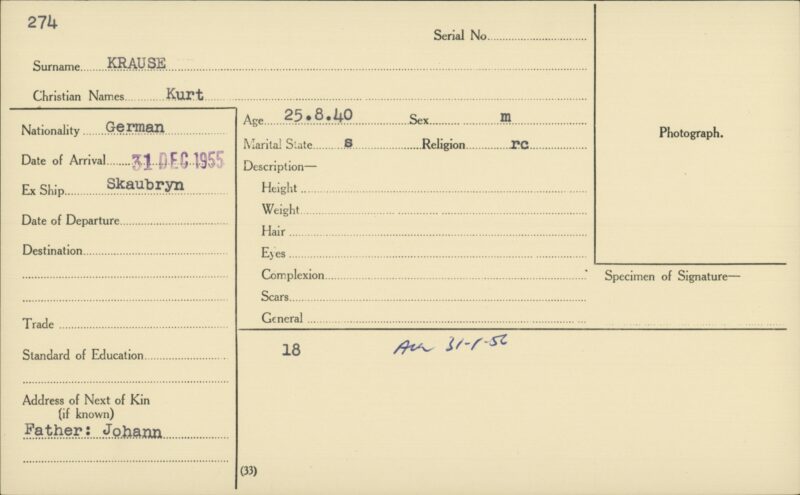 274
Serial No.
Surname KRAUSE
Christian Names Kurt
Nationality German
Date of Arrival 31 DEC 1955
Ex Ship Skaubryn
Date of Departure
Destination
Trade
Standard of Education
Address of Next of Kin
(if known)
Father: Johann
Age 25.8.40 Sex m
Marital State s Religion rc
Description—
Height
Weight
Hair
Eyes
Complexion
Scars
General
18 31-1-56
(33)
Photograph.
Specimen of Signature—